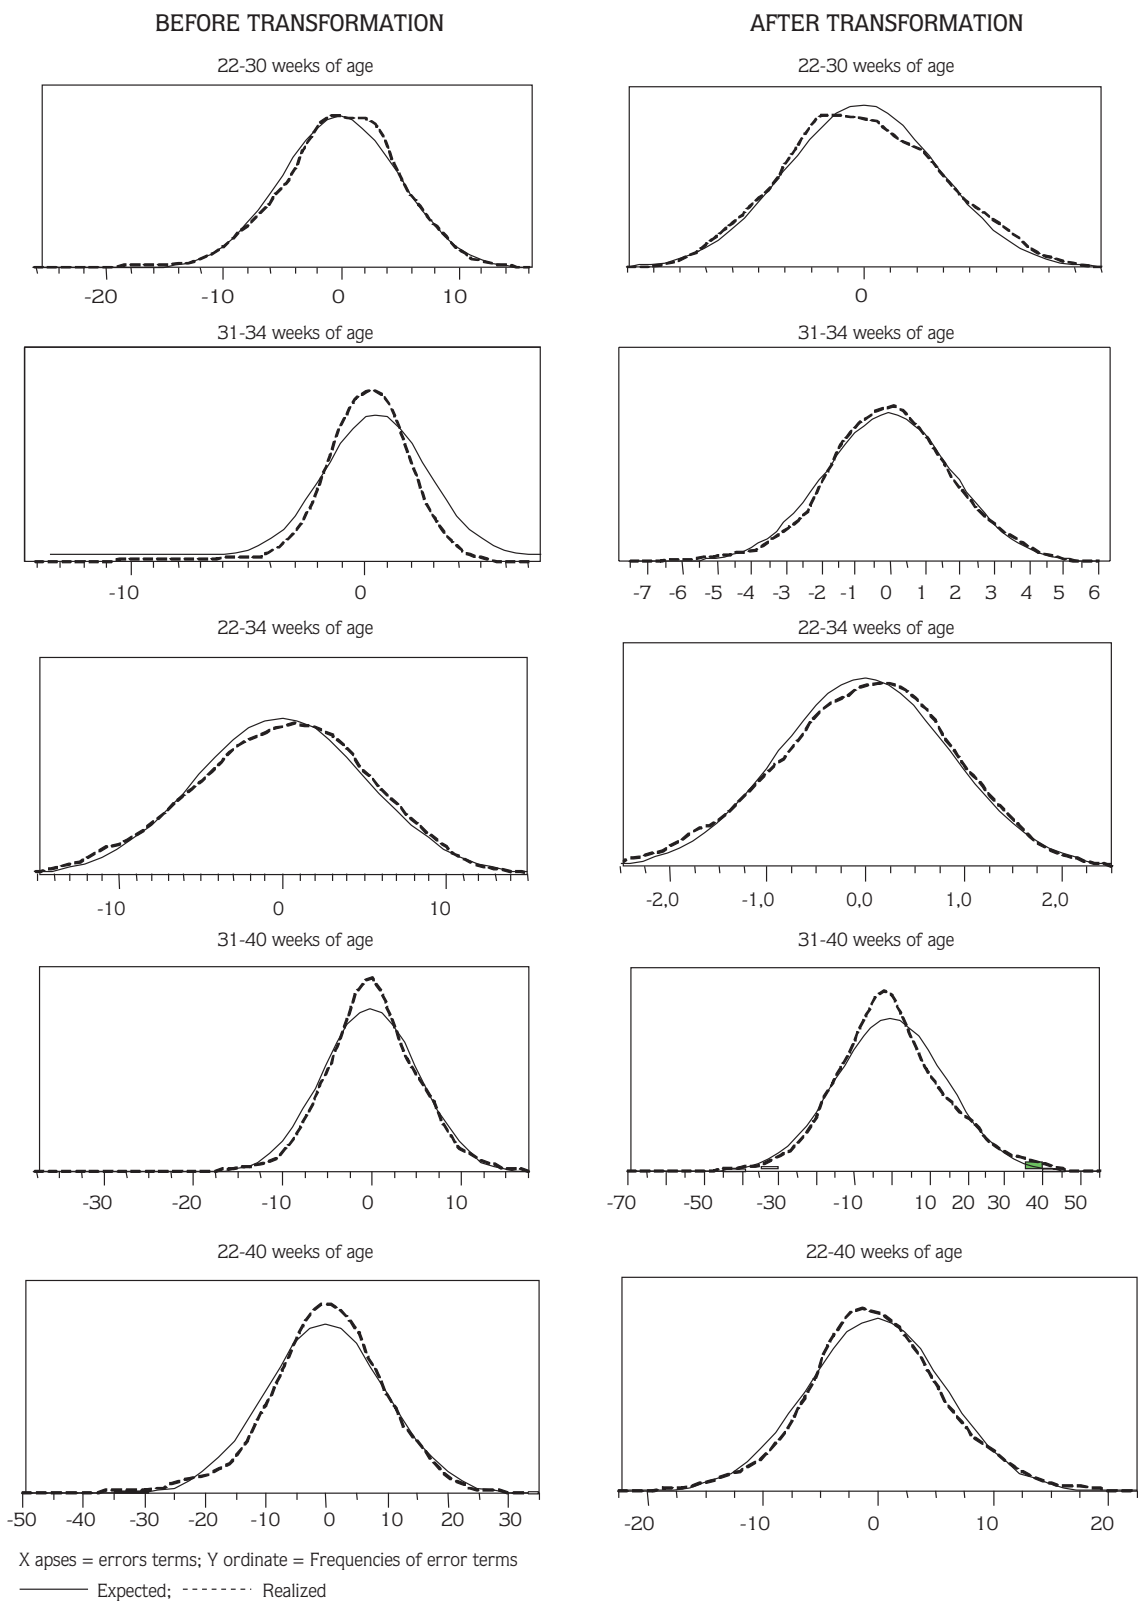 BEFORE TRANSFORMATION
AFTER TRANSFORMATION
22-30 weeks of age
22-30 weeks of age
-20 -10 0 10
0
31-34 weeks of age
31-34 weeks of age
-10 0
-7 -6 -5 -4 -3 -2 -1 0 1 2 3 4 5 6
22-34 weeks of age
22-34 weeks of age
-10 0 10
-2,0 -1,0 0,0 1,0 2,0
31-40 weeks of age
31-40 weeks of age
-30 -20 -10 0 10
-70 -50 -30 -10 10 20 30 40 50
22-40 weeks of age
22-40 weeks of age
-50 -40 -30 -20 -10 0 10 20 30
-20 -10 0 10 20
X apses = errors terms; Y ordinate = Frequencies of error terms
Expected; Realized